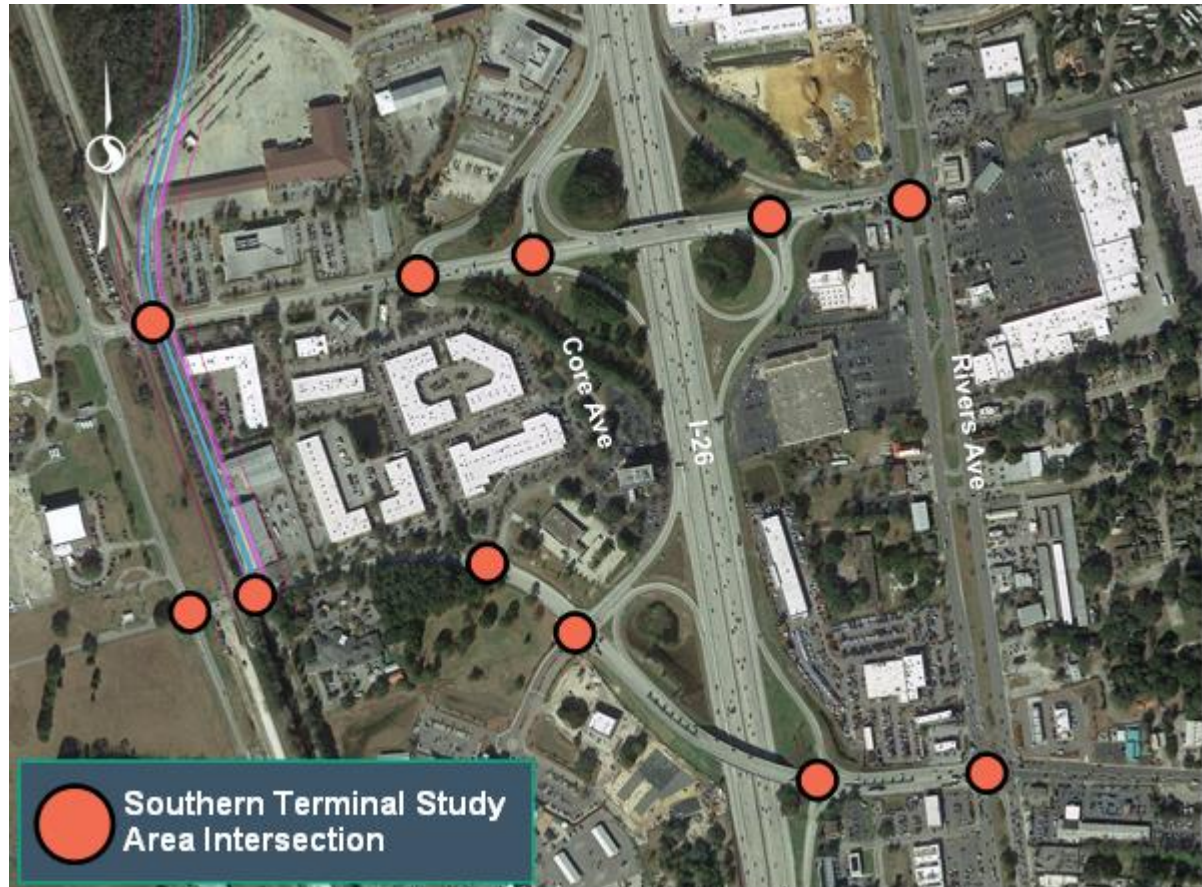 Core Ave
I-26
Rivers Ave
Southern Terminal Study
Area Intersection